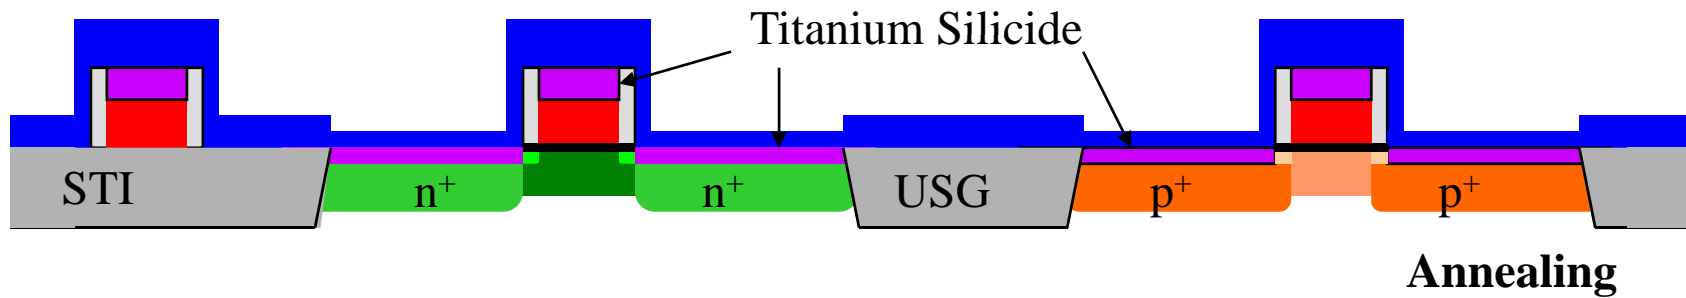 Titanium Silicide
STI
n+
n+
USG
p+
p+
Annealing